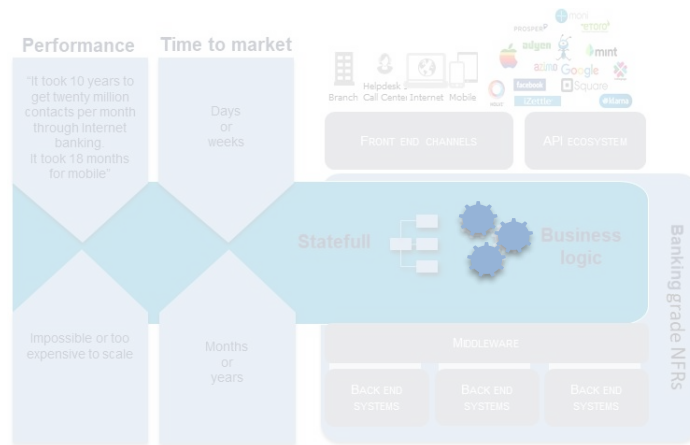 Performance
Time to market
"It took 10 years to
get twenty million
contacts per month
through Internet
banking.
It took 18 months
for mobile"
Days
or
weeks
Impossible or too
expensive to scale
Months
or
years
Branch
Helpdesk
Call Center
Internet
Mobile
PROSPER
adyen
mint
Google
facebook
Square
iZettle
Klarna
FRONT END CHANNELS
API ECOSYSTEM
Statefull
Business
logic
Banking grade NFRs
MIDDLEWARE
BACK END
SYSTEMS
BACK END
SYSTEMS
BACK END
SYSTEMS